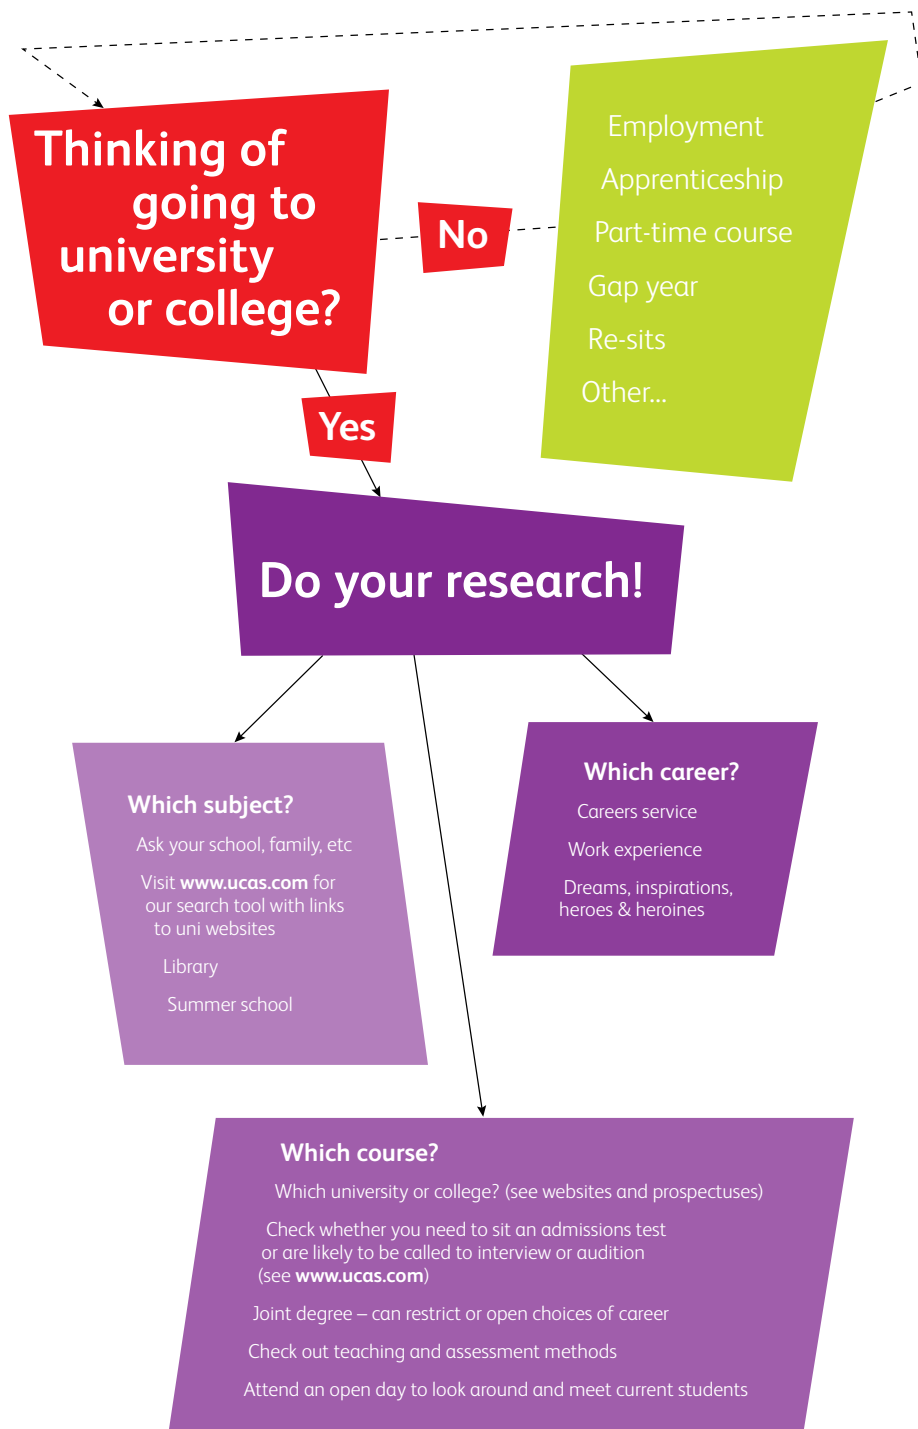 Thinking of
going to
university
or college?
No
Employment
Apprenticeship
Part-time course
Gap year
Re-sits
Other...
Yes
Do your research!
Which subject?
Ask your school, family, etc
Visit www.ucas.com for
our search tool with links
to uni websites
Library
Summer school
Which career?
Careers service
Work experience
Dreams, inspirations,
heroes & heroines
Which course?
Which university or college? (see websites and prospectuses)
Check whether you need to sit an admissions test
or are likely to be called to interview or audition
(see www.ucas.com)
Joint degree – can restrict or open choices of career
Check out teaching and assessment methods
Attend an open day to look around and meet current students